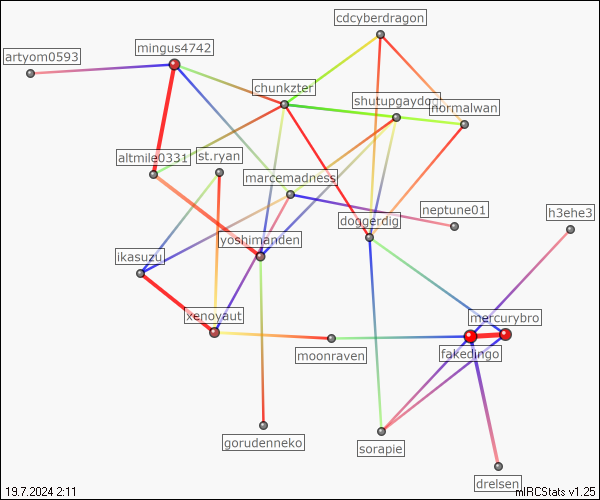 cdcyberdragon
mingus4742
artyom0593
chunkzter
shutupgaydog
normalwan
altmile0331
st.ryan
marcemadness
neptune01
h3ehe3
doggerdig
yoshimanden
ikasuzu
xenoyaut
mercurybro
moonraven
fakedingo
gorudenneko
sorapie
drelsen
19.7.2024 2:11
mIRCStats v1.25